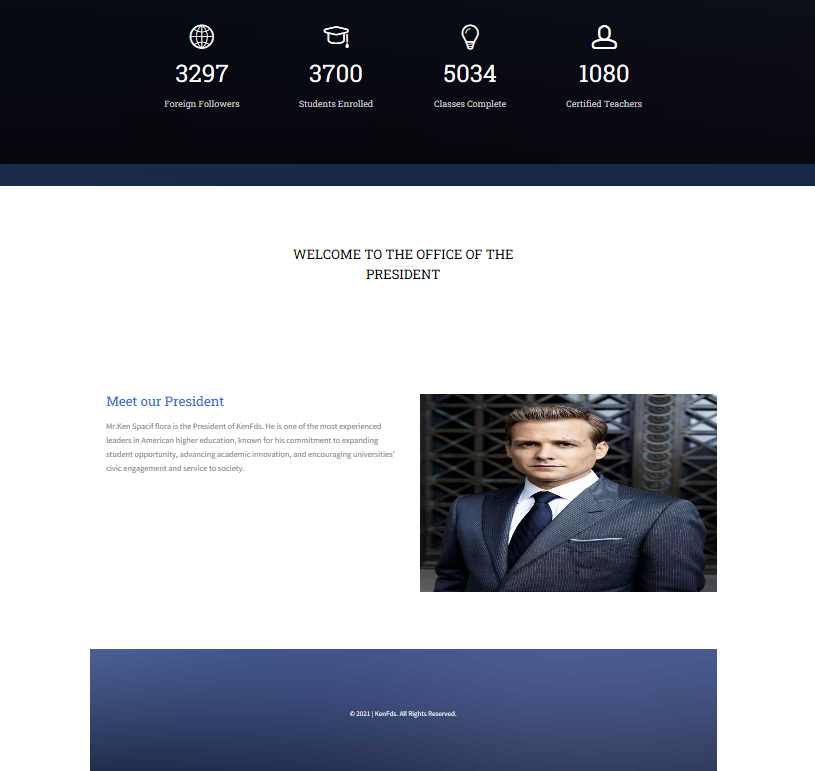 3297 3700 5034 1080
Foreign Followers Students Enrolled Classes Complete Certified Teachers
WELCOME TO THE OFFICE OF THE
PRESIDENT
Meet our President
Mr.Ken Spacif flora is the President of KenFds. He is one of the most experienced
leaders in American higher education, known for his commitment to expanding
student opportunity, advancing academic innovation, and encouraging universities'
civic engagement and service to society.
© 2021 | KenFds. All Rights Reserved.